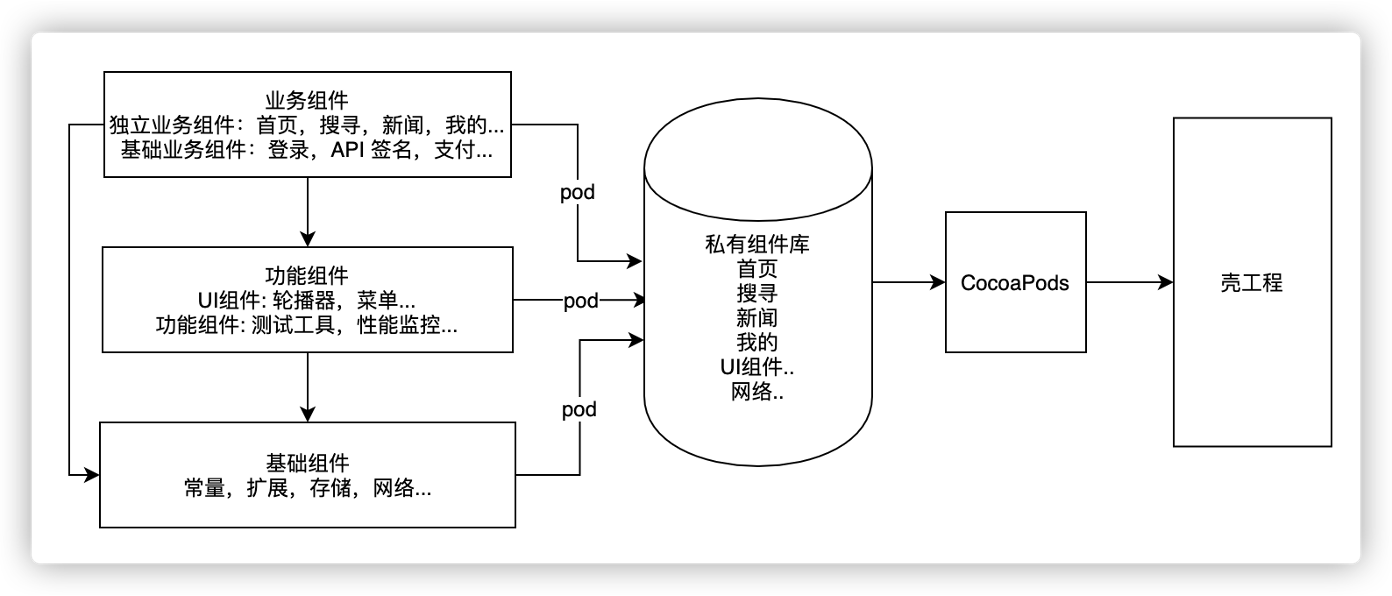 业务组件
独立业务组件：首页，搜寻，新闻，我的...
基础业务组件：登录，API 签名，支付...
pod
功能组件
UI组件: 轮播器，菜单...
功能组件: 测试工具，性能监控...
pod
基础组件
常量，扩展，存储，网络...
pod
私有组件库
首页
搜寻
新闻
我的
UI组件..
网络..
CocoaPods
壳工程